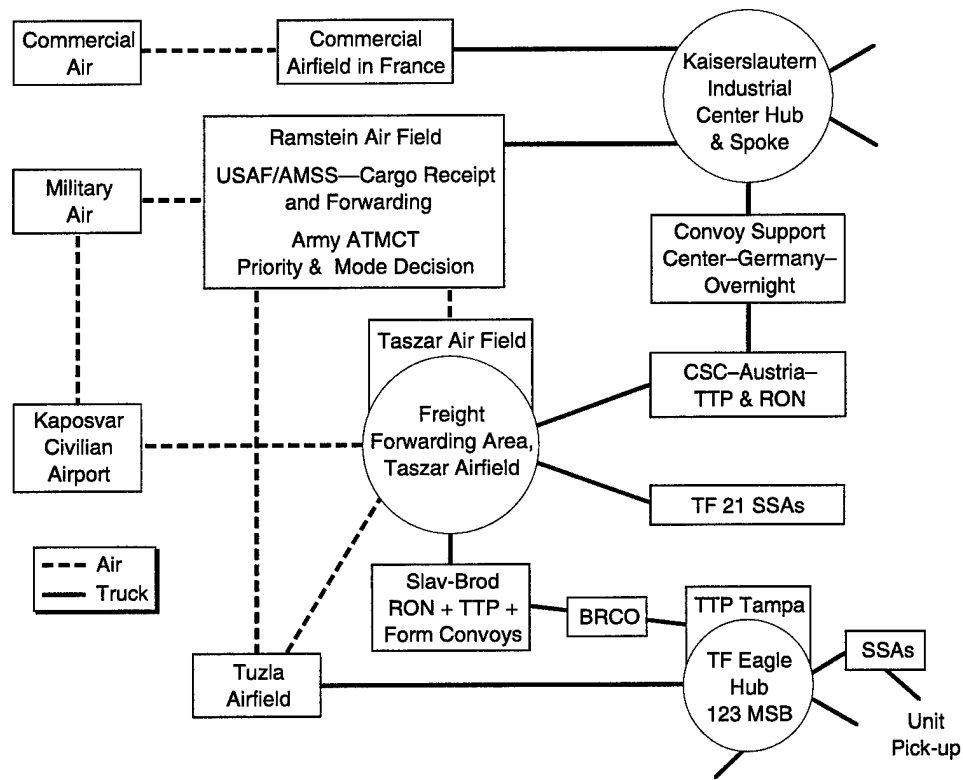 Commercial
Air
Commercial
Airfield in France
Kaiserslautern
Industrial
Center Hub
& Spoke
Ramstein Air Field
USAF/AMSS—Cargo Receipt
and Forwarding
Army ATMCT
Priority & Mode Decision
Military
Air
Convoy Support
Center–Germany–
Overnight
Taszar Air Field
CSC–Austria–
TTP & RON
Kaposvar
Civilian
Airport
Freight
Forwarding Area,
Taszar Airfield
TF 21 SSAs
Air
Truck
Slav-Brod
RON + TTP +
Form Convoys
BRCO
TTP Tampa
TF Eagle
Hub
123 MSB
SSAs
Tuzla
Airfield
Unit
Pick-up